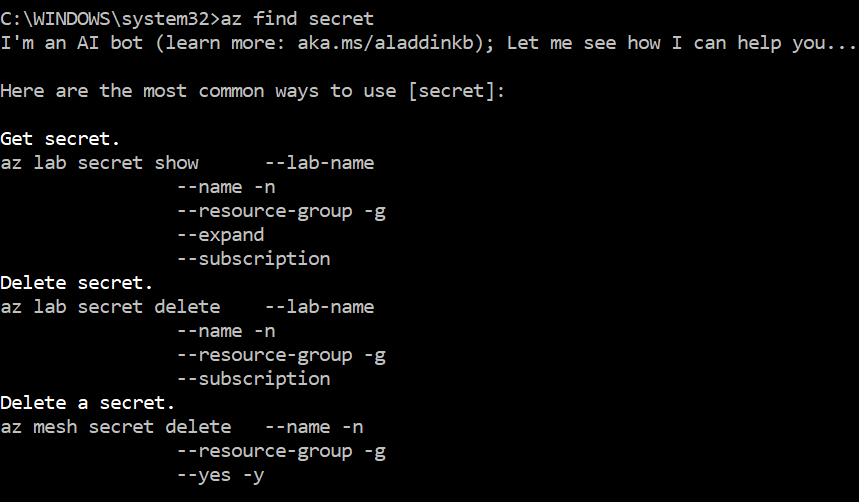 C:\WINDOWS\system32>az find secret
I'm an AI bot (learn more: aka.ms/aladdinkb); Let me see how I can help you...
Here are the most common ways to use [secret]:
Get secret.
az lab secret show      --lab-name
--name -n
--resource-group -g
--expand
--subscription
Delete secret.
az lab secret delete    --lab-name
--name -n
--resource-group -g
--subscription
Delete a secret.
az mesh secret delete   --name -n
--resource-group -g
--yes -y